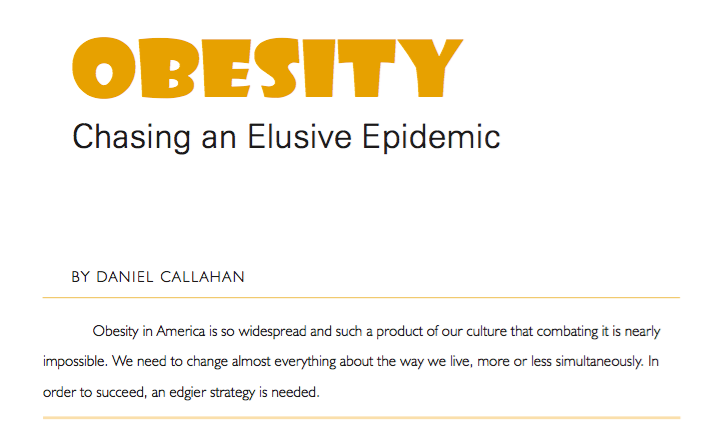 OBESITY
Chasing an Elusive Epidemic
BY DANIEL CALLAHAN
Obesity in America is so widespread and such a product of our culture that combating it is nearly
impossible. We need to change almost everything about the way we live, more or less simultaneously. In
order to succeed, an edgier strategy is needed.